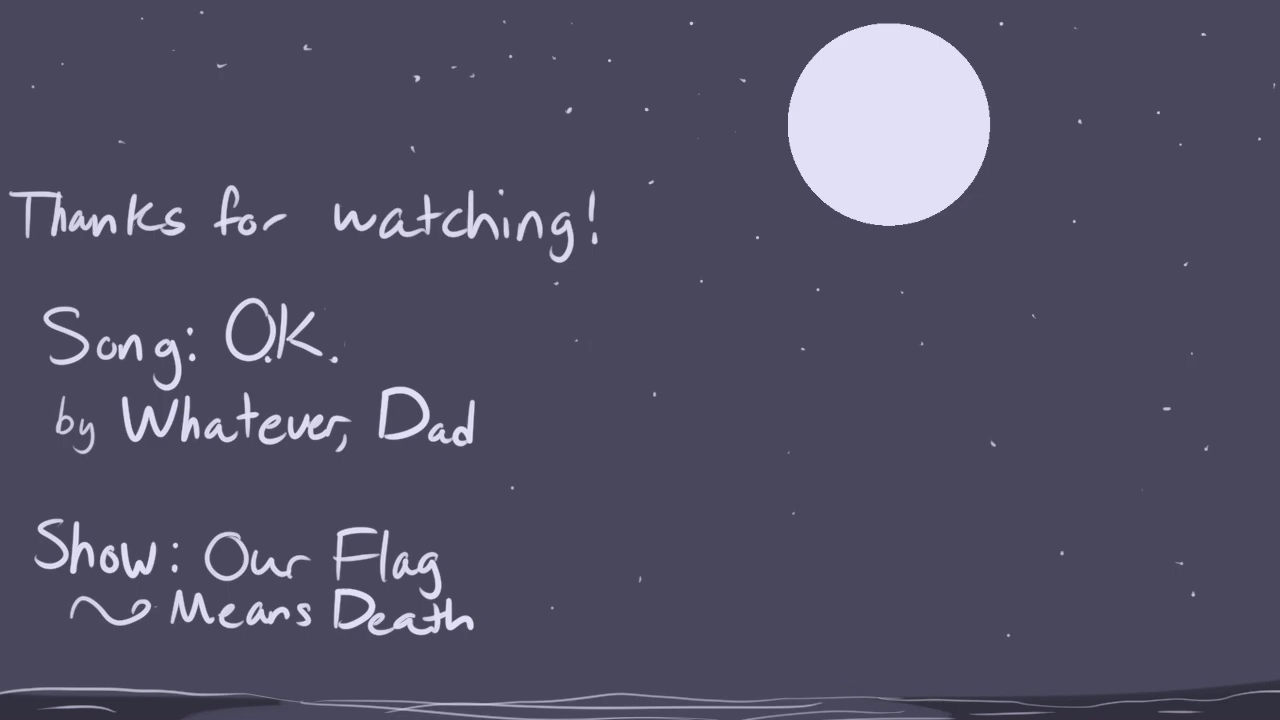 Thanks for watching!
Song: O.K.
by Whatever, Dad
Show: Our Flag
Means Death